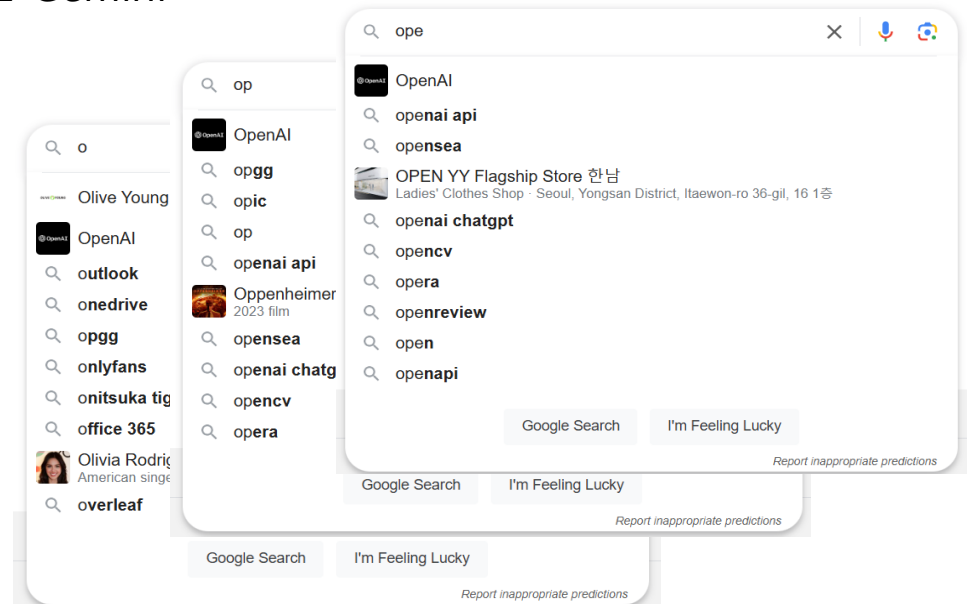 o
Olive Young
OpenAI
outlook
onedrive
opgg
onlyfans
onitsuka tig
office 365
Olivia Rodrig
American singe
overleaf
Google Search
I'm Feeling Lucky
Report inappropriate predictions
op
OpenAI
OpenAI
opgg
opic
op
openai api
Oppenheimer
2023 film
opensea
openai chatg
opencv
opera
Google Search
I'm Feeling Lucky
Report inappropriate predictions
ope
OpenAI
OpenAI
openai api
opensea
OPEN YY Flagship Store 한남
Ladies' Clothes Shop · Seoul, Yongsan District, Itaewon-ro 36-gil, 16 1층
openai chatgpt
opencv
opera
openreview
open
openapi
Google Search
I'm Feeling Lucky
Report inappropriate predictions